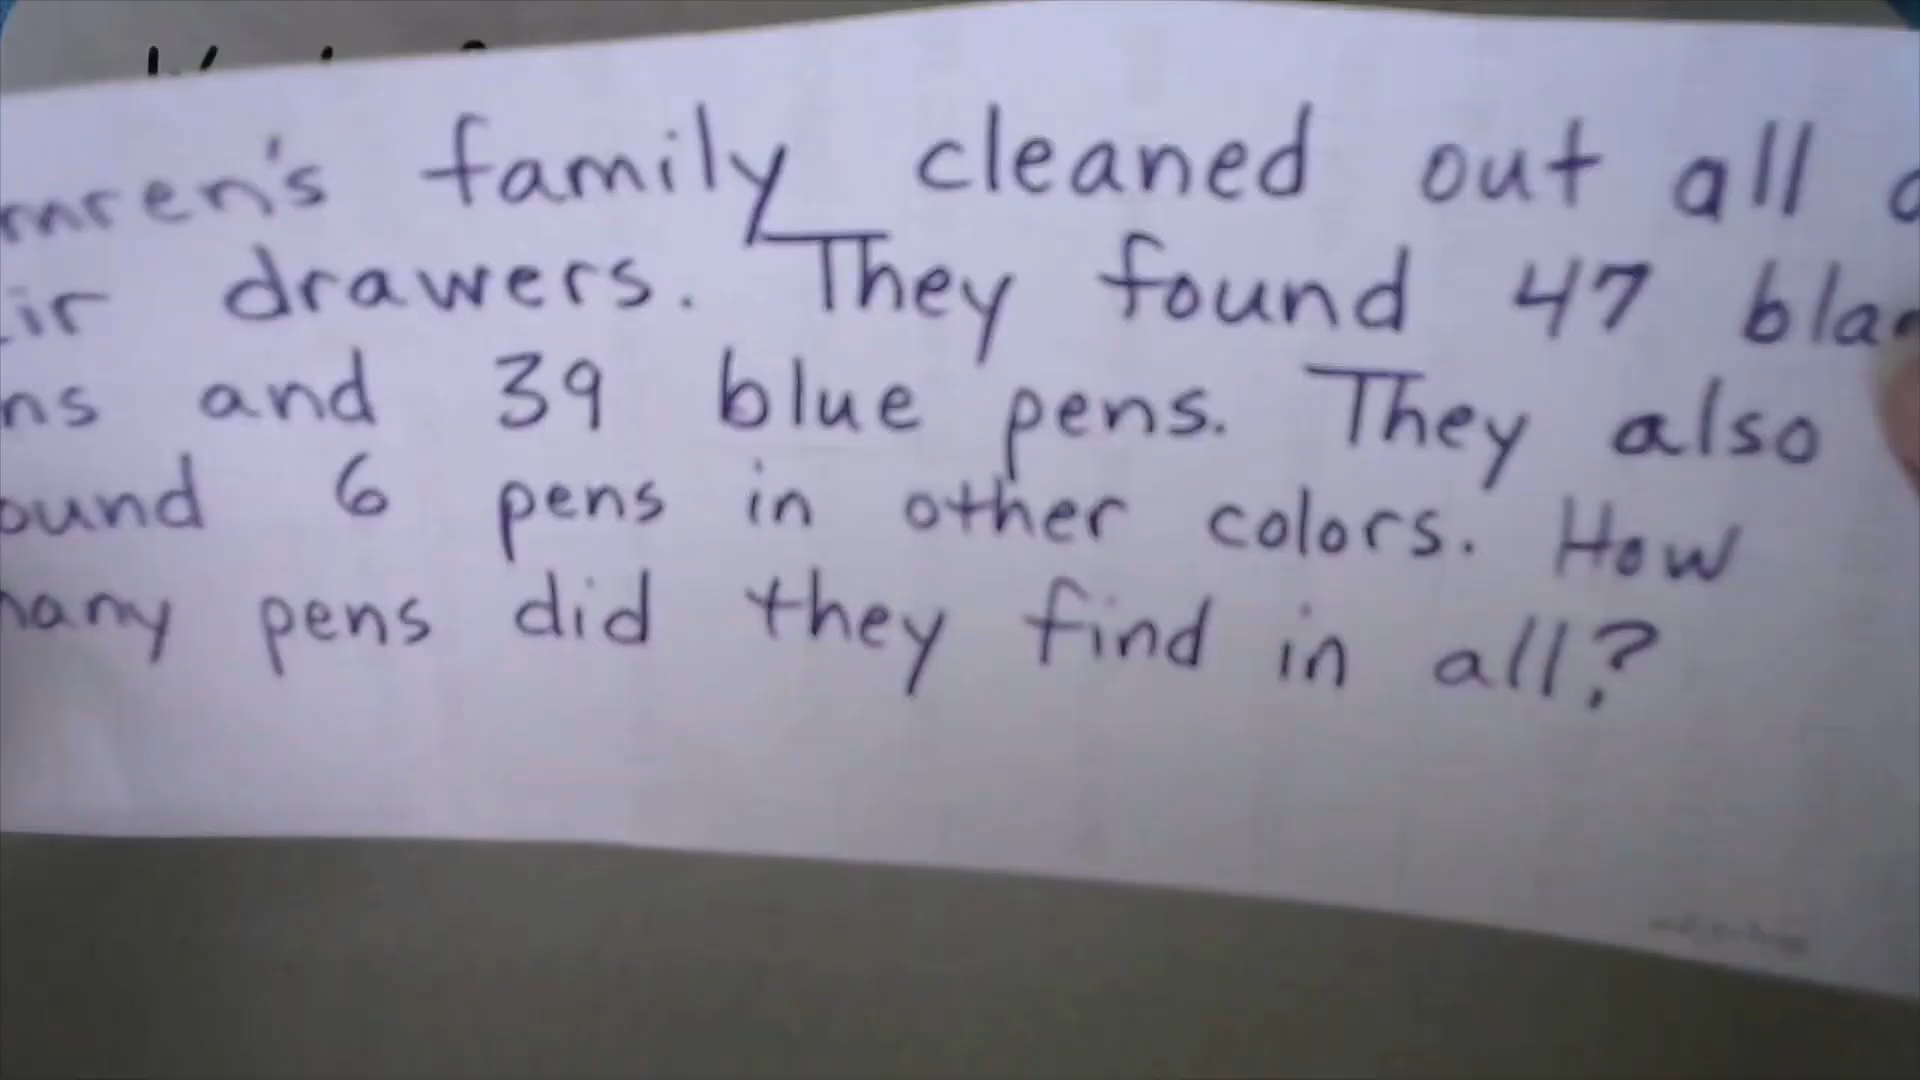 family cleaned out all
drawers. They found 47
and 39 blue pens. They also
6 pens in other colors. How
pens did they find in all?